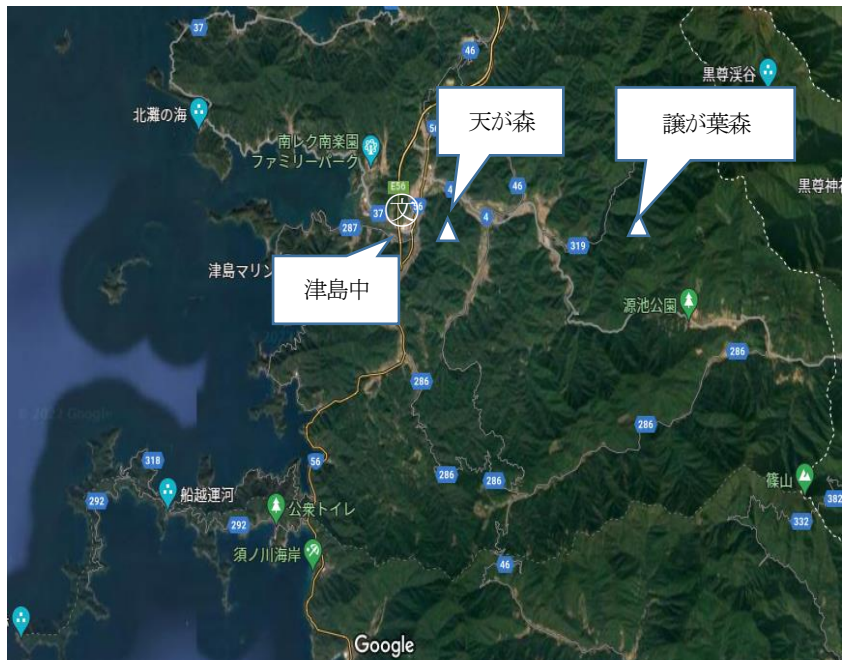 37
46
黒尊渓谷
北灘の海
天が森
譲が葉森
南レク南楽園
ファミリーパーク
56
E56
4
46
黒尊神
文
37
56
4
287
319
津島マリン
津島中
源池公園
286
286
© 2022 Google
286
318
56
286
286
篠山
292
船越運河
382
公衆トイレ
292
332
須ノ川海岸
46
Google